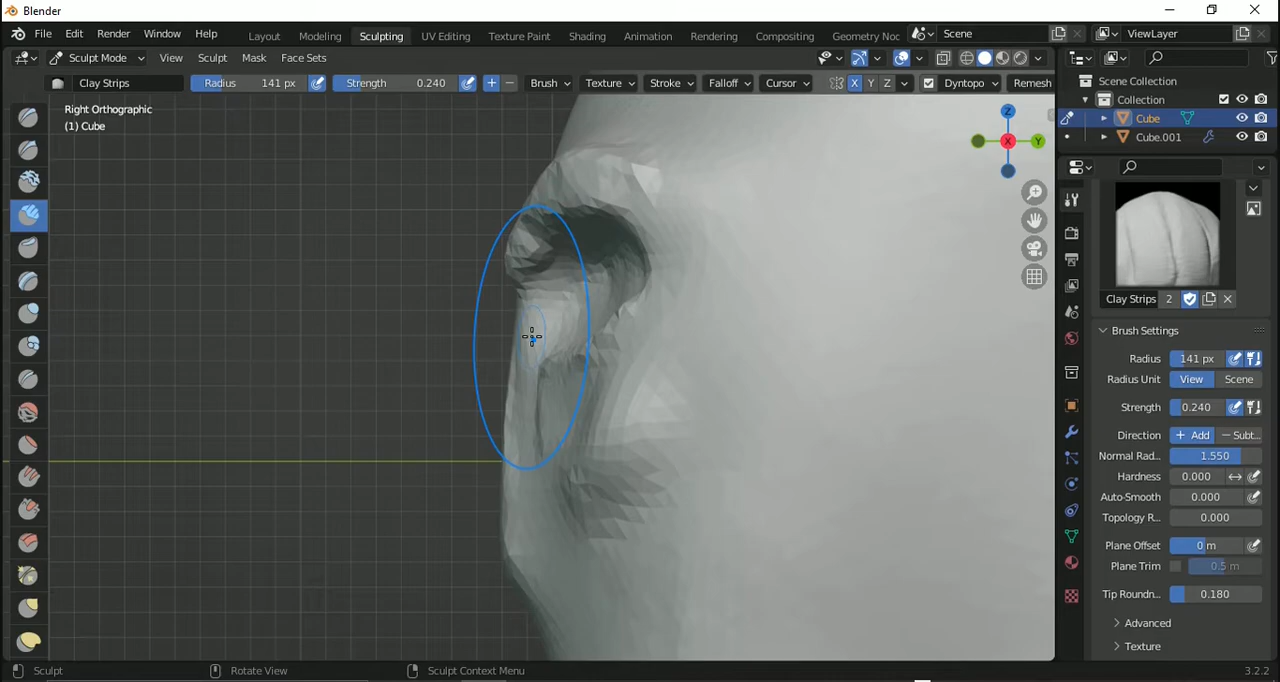 Blender
File Edit Render Window Help Layout Modeling Sculpting UV Editing Texture Paint Shading Animation Rendering Compositing Geometry Noc Scene ViewLayer
Sculpt Mode View Sculpt Mask Face Sets
Clay Strips Radius 141 px Strength 0.240 Brush Texture Stroke Falloff Cursor X Y Z Dyntopo Remesh
Right Orthographic
(1) Cube
Z
X
Y
Scene Collection
Collection
Cube
Cube.001
Clay Strips 2
Brush Settings
Radius 141 px
Radius Unit View Scene
Strength 0.240
Direction + Add − Subt...
Normal Rad... 1.550
Hardness 0.000
Auto-Smooth 0.000
Topology R... 0.000
Plane Offset 0 m
Plane Trim 0.5 m
Tip Roundn... 0.180
Advanced
Texture
Sculpt Rotate View Sculpt Context Menu 3.2.2